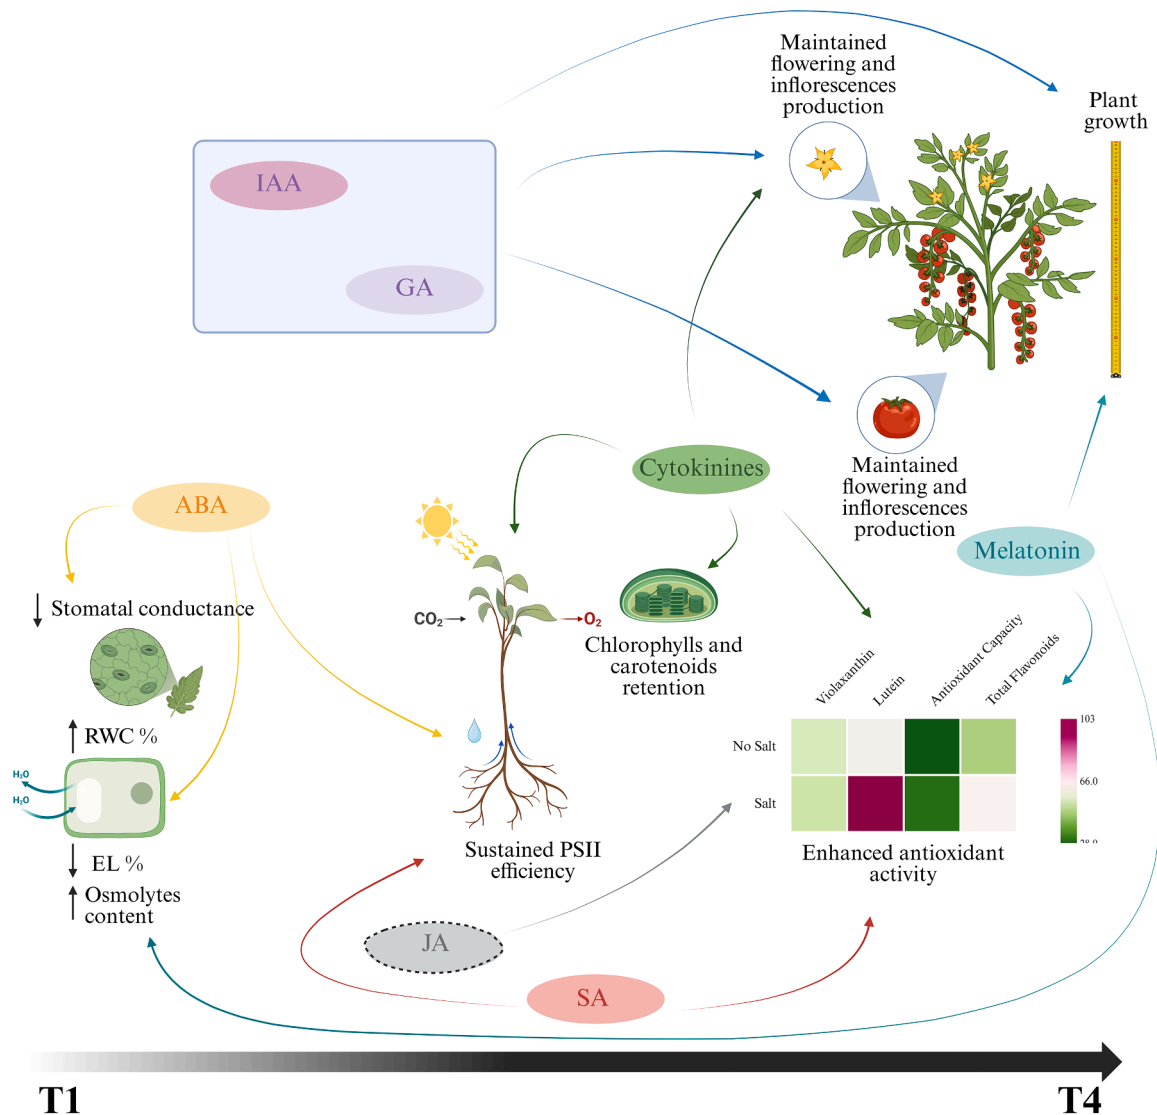 Maintained
flowering and
inflorescences
production
Plant
growth
IAA
GA
Cytokinines
Maintained
flowering and
inflorescences
production
ABA
Melatonin
Stomatal conductance
CO₂
O₂
Chlorophylls and
carotenoids
retention
Violaxanthin
Lutein
Antioxidant Capacity
Total Flavonoids
RWC %
H₂O
H₂O
No Salt
Salt
103
66.0
28.0
EL %
Osmolytes
content
Sustained PSII
efficiency
Enhanced antioxidant
activity
JA
SA
T1
T4